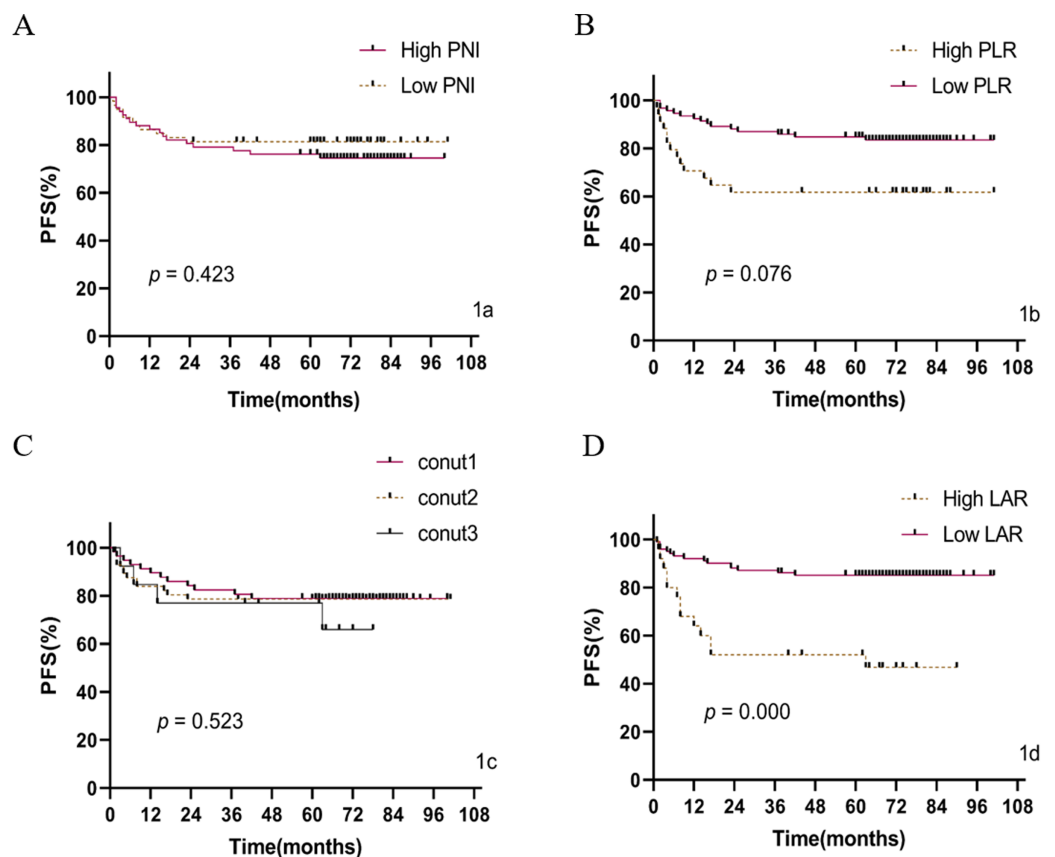 A
High PNI
Low PNI
100
80
60
40
20
0
PFS(%)
p = 0.423
1a
0 12 24 36 48 60 72 84 96 108
Time(months)
B
High PLR
Low PLR
100
80
60
40
20
0
PFS(%)
p = 0.076
1b
0 12 24 36 48 60 72 84 96 108
Time(months)
C
conut1
conut2
conut3
100
80
60
40
20
0
PFS(%)
p = 0.523
1c
0 12 24 36 48 60 72 84 96 108
Time(months)
D
High LAR
Low LAR
100
80
60
40
20
0
PFS(%)
p = 0.000
1d
0 12 24 36 48 60 72 84 96 108
Time(months)